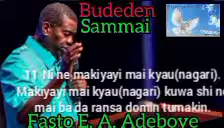 Budeden
Sammai
11 Ni ne makiyayi mai kyau(nagari).
Makiyayi mai kyau(nagari) kuwa shi ne
mai ba da ransa domin tumakin.
Fasto E. A. Adeboye